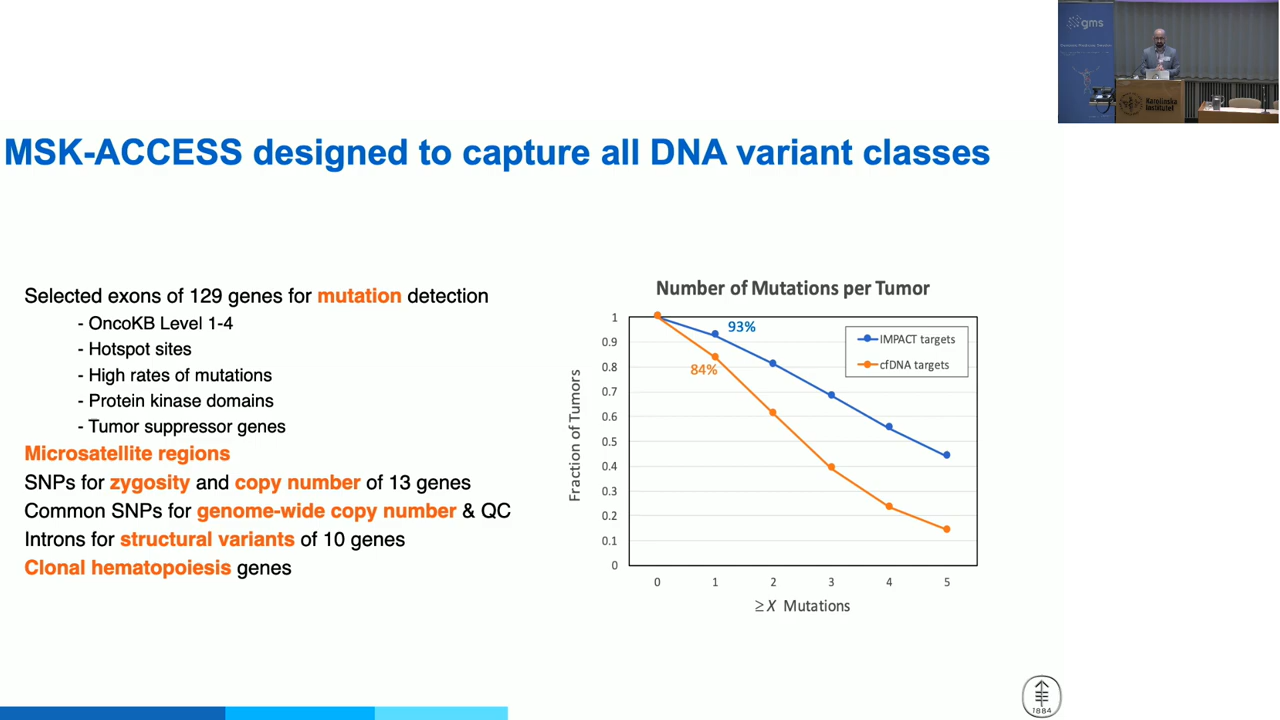 gms
Karolinska
Institutet
MSK-ACCESS designed to capture all DNA variant classes
Selected exons of 129 genes for mutation detection
- OncoKB Level 1-4
- Hotspot sites
- High rates of mutations
- Protein kinase domains
- Tumor suppressor genes
Microsatellite regions
SNPs for zygosity and copy number of 13 genes
Common SNPs for genome-wide copy number & QC
Introns for structural variants of 10 genes
Clonal hematopoiesis genes
Number of Mutations per Tumor
Fraction of Tumors
1
0.9
0.8
0.7
0.6
0.5
0.4
0.3
0.2
0.1
0
93%
84%
IMPACT targets
cfDNA targets
0 1 2 3 4 5
≥X Mutations
1884